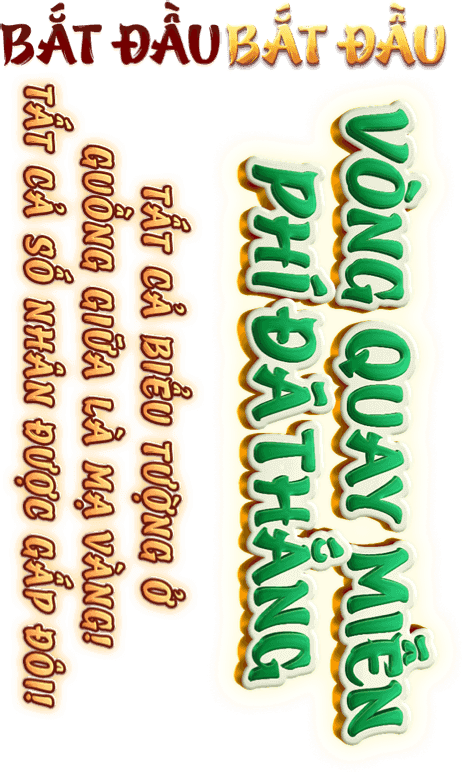 BẮT ĐẦU
BẮT ĐẦU
VÒNG QUAY MIỄN
PHÍ ĐÃ THẮNG
TẤT CẢ BIỂU TƯỢNG Ở
GUỒNG GIỮA LÀ MẠ VÀNG!
TẤT CẢ SỐ NHÂN ĐƯỢC GẤP ĐÔI!